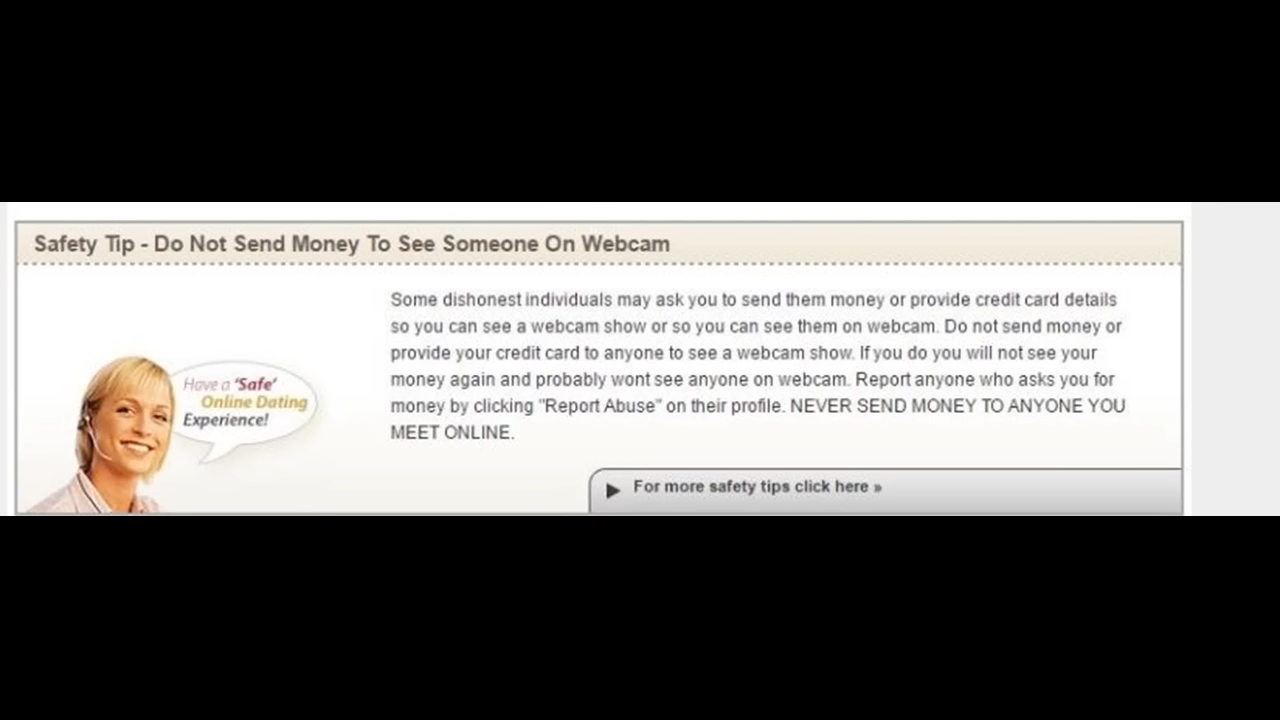 Safety Tip - Do Not Send Money To See Someone On Webcam
Some dishonest individuals may ask you to send them money or provide credit card details
so you can see a webcam show or so you can see them on webcam. Do not send money or
provide your credit card to anyone to see a webcam show. If you do you will not see your
money again and probably wont see anyone on webcam. Report anyone who asks you for
money by clicking "Report Abuse" on their profile. NEVER SEND MONEY TO ANYONE YOU
MEET ONLINE.
Have a 'Safe'
Online Dating
Experience!
For more safety tips click here »